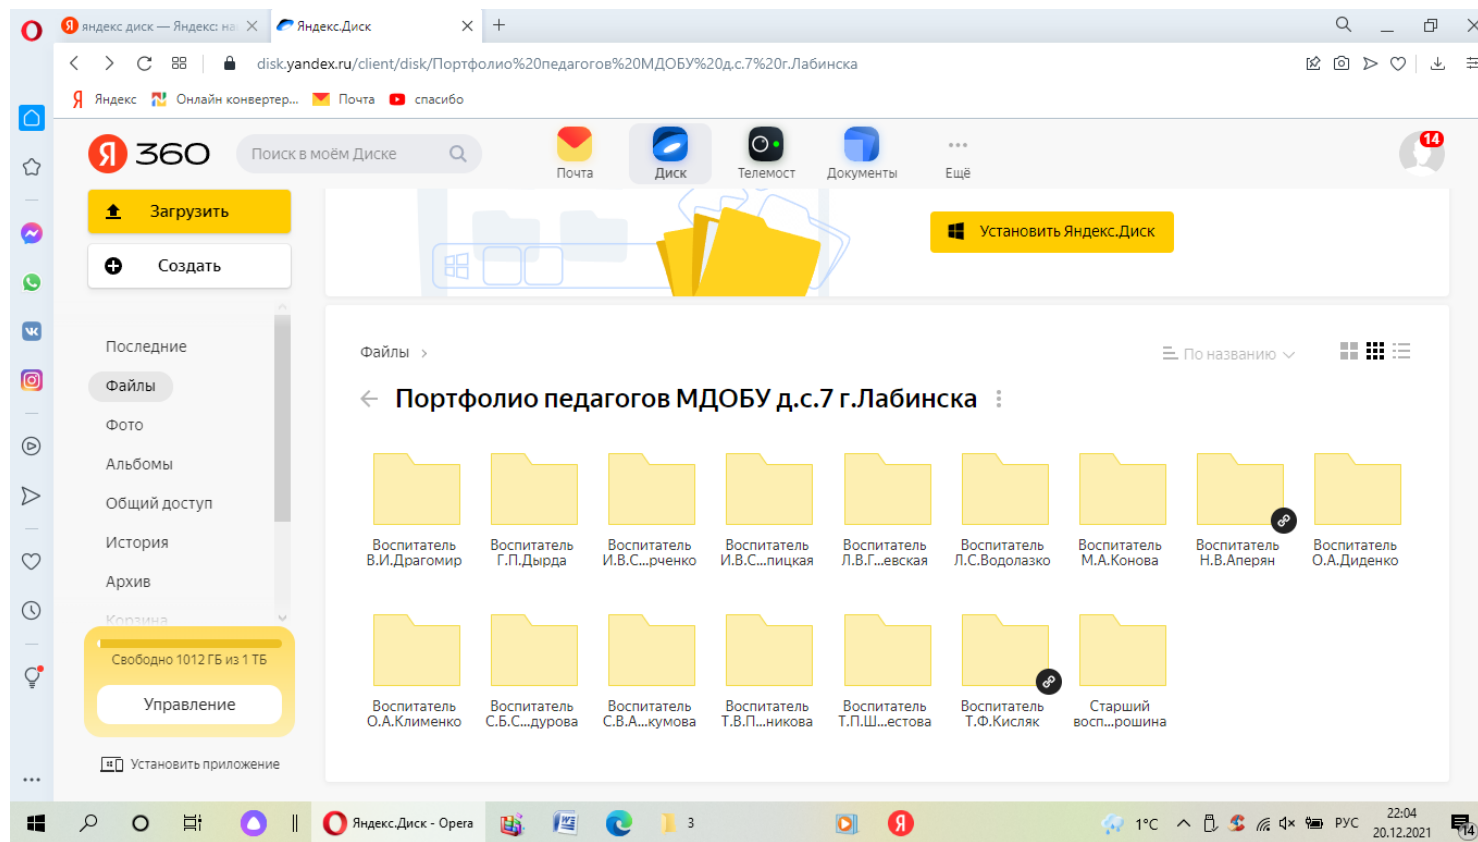 яндекс диск — Яндекс: на
Яндекс.Диск
disk.yandex.ru/client/disk/Портфолио%20педагогов%20МДОБУ%20д.с.7%20г.Лабинска
Яндекс Онлайн конвертер... Почта спасибо
Я 360
Поиск в моём Диске
Почта Диск Телемост Документы Ещё
14
Загрузить
Установить Яндекс.Диск
Создать
Последние
Файлы
Фото
Альбомы
Общий доступ
История
Архив
Корзина
Свободно 1012 ГБ из 1 ТБ
Управление
Установить приложение
Файлы ›
По названию
Портфолио педагогов МДОБУ д.с.7 г.Лабинска
Воспитатель
В.И.Драгомир
Воспитатель
Г.П.Дырда
Воспитатель
И.В.С...рченко
Воспитатель
И.В.С...пицкая
Воспитатель
Л.В.Г...евская
Воспитатель
Л.С.Водолазко
Воспитатель
М.А.Конова
Воспитатель
Н.В.Аперян
Воспитатель
О.А.Диденко
Воспитатель
О.А.Клименко
Воспитатель
С.Б.С...дурова
Воспитатель
С.В.А...кумова
Воспитатель
Т.В.П...никова
Воспитатель
Т.П.Ш...естова
Воспитатель
Т.Ф.Кисляк
Старший
восп...рошина
Яндекс.Диск - Opera
3
1°C
РУС
22:04
20.12.2021
14